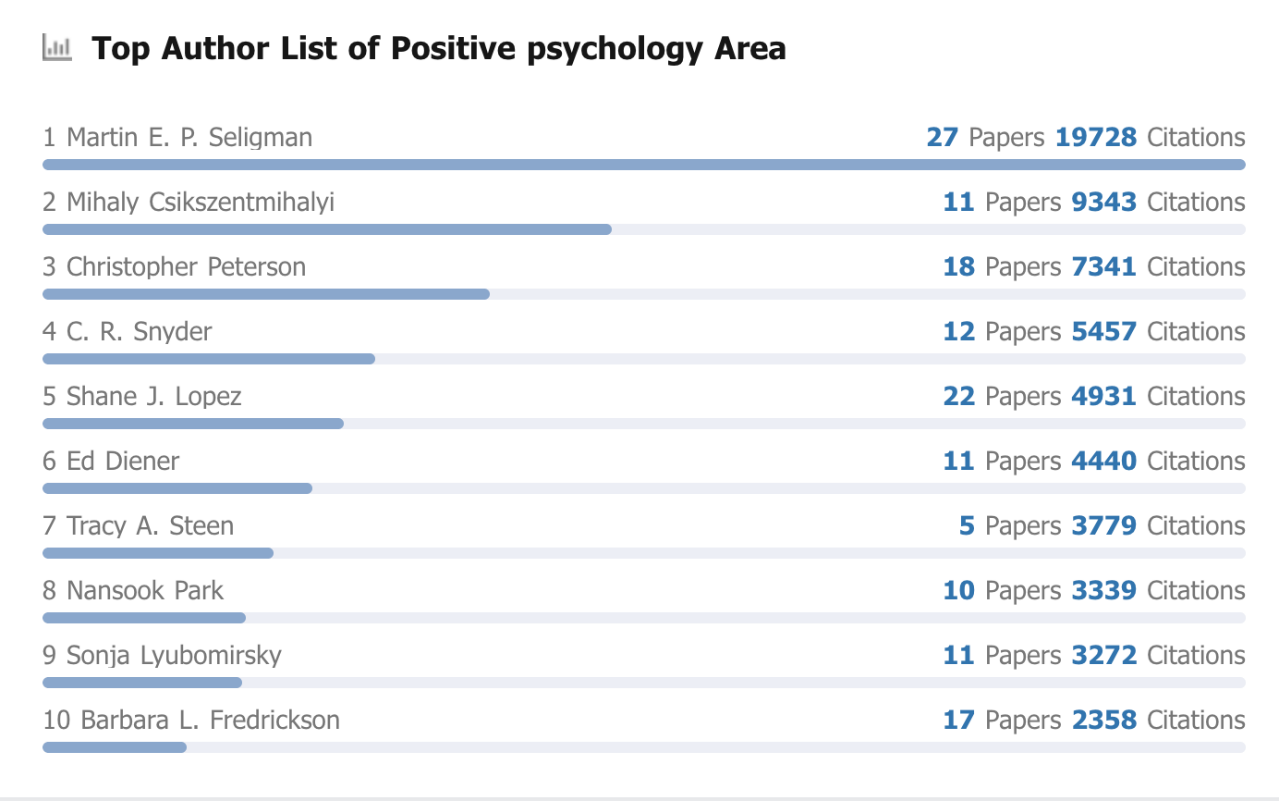 Top Author List of Positive psychology Area
1 Martin E. P. Seligman 27 Papers 19728 Citations
2 Mihaly Csikszentmihalyi 11 Papers 9343 Citations
3 Christopher Peterson 18 Papers 7341 Citations
4 C. R. Snyder 12 Papers 5457 Citations
5 Shane J. Lopez 22 Papers 4931 Citations
6 Ed Diener 11 Papers 4440 Citations
7 Tracy A. Steen 5 Papers 3779 Citations
8 Nansook Park 10 Papers 3339 Citations
9 Sonja Lyubomirsky 11 Papers 3272 Citations
10 Barbara L. Fredrickson 17 Papers 2358 Citations